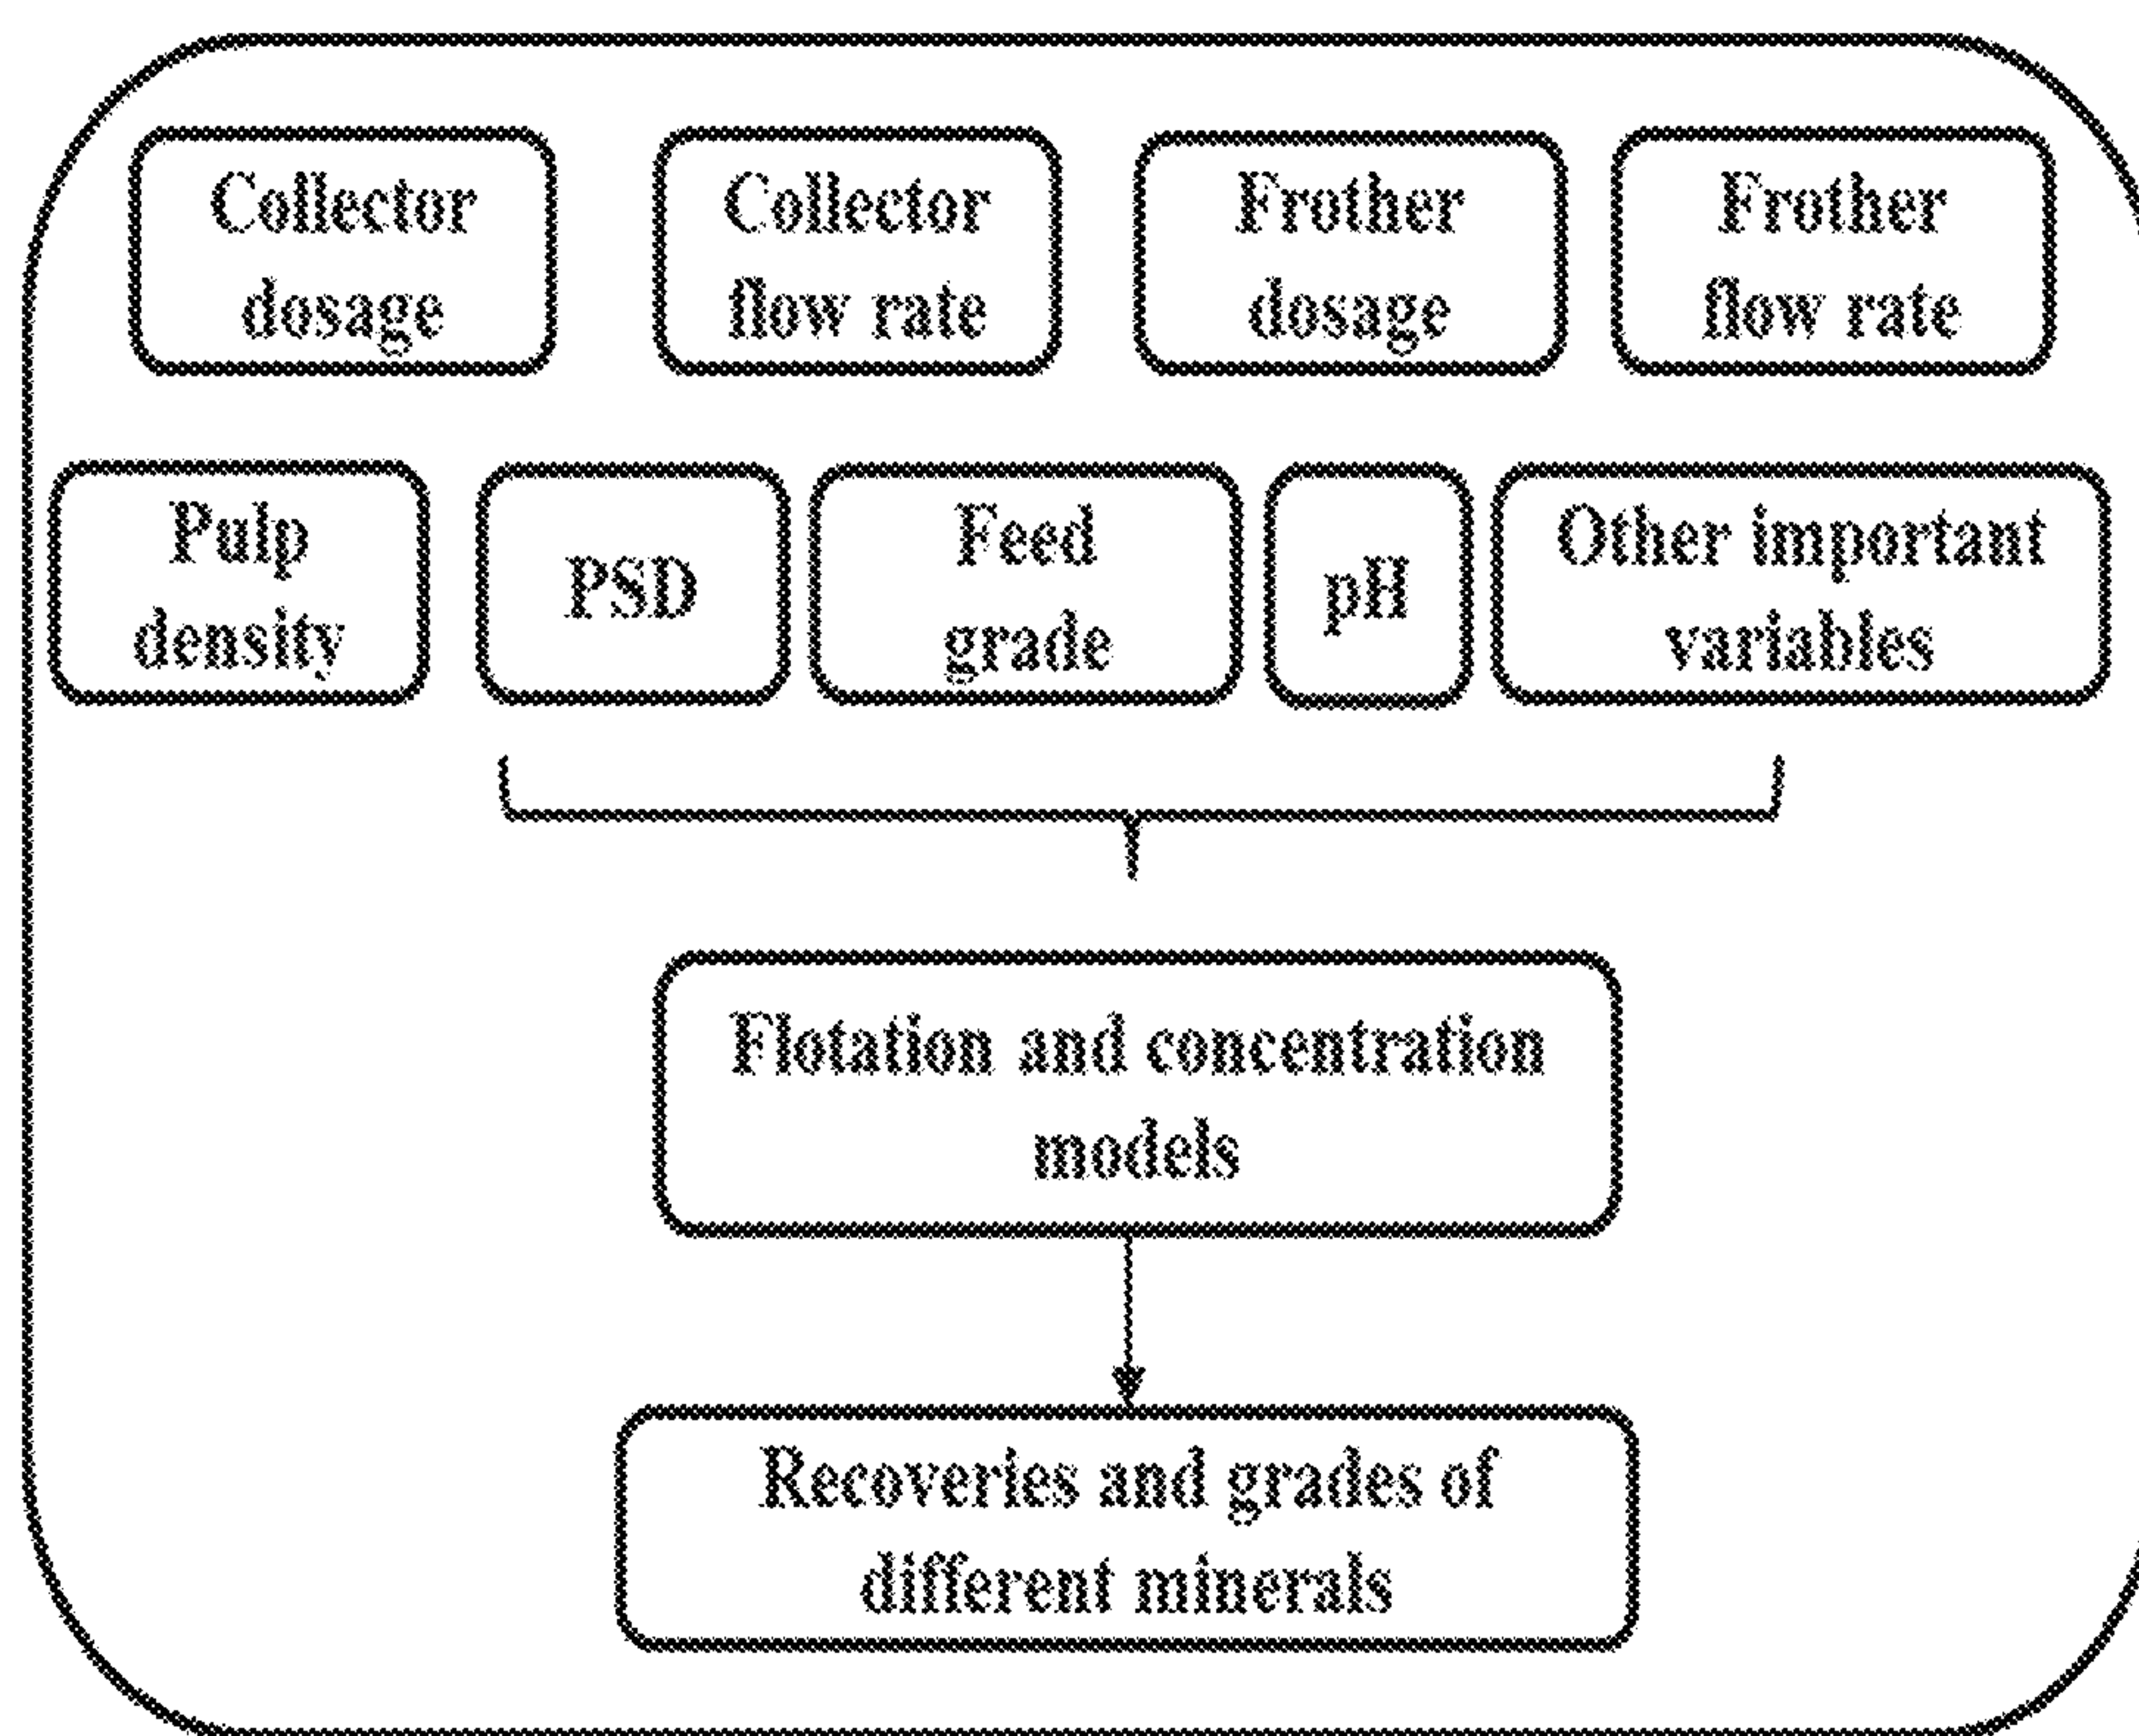 Collector
dosage
Collector
flow rate
Frother
dosage
Frother
flow rate
Pulp
density
PSD
Feed
grade
pH
Other important
variables
Flotation and concentration
models
Recoveries and grades of
different minerals